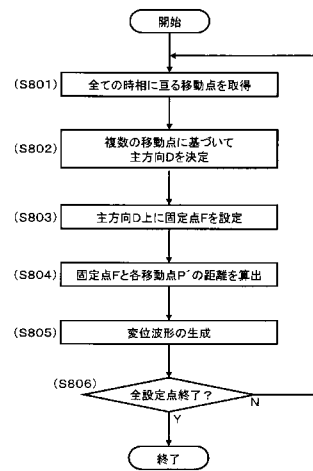 開始
(S801) 全ての時相に亘る移動点を取得
(S802) 複数の移動点に基づいて
主方向Dを決定
(S803) 主方向D上に固定点Fを設定
(S804) 固定点Fと各移動点P´の距離を算出
(S805) 変位波形の生成
(S806) 全設定点終了?
N
Y
終了